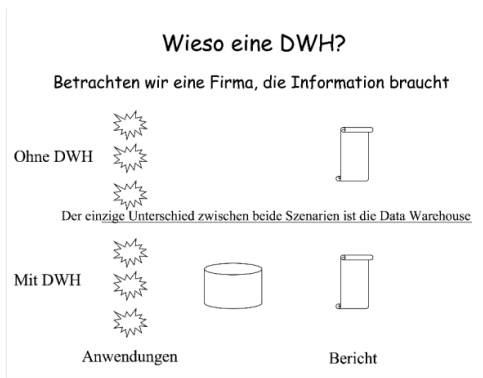 Wieso eine DWH?
Betrachten wir eine Firma, die Information braucht
Ohne DWH
Der einzige Unterschied zwischen beide Szenarien ist die Data Warehouse
Mit DWH
Anwendungen
Bericht